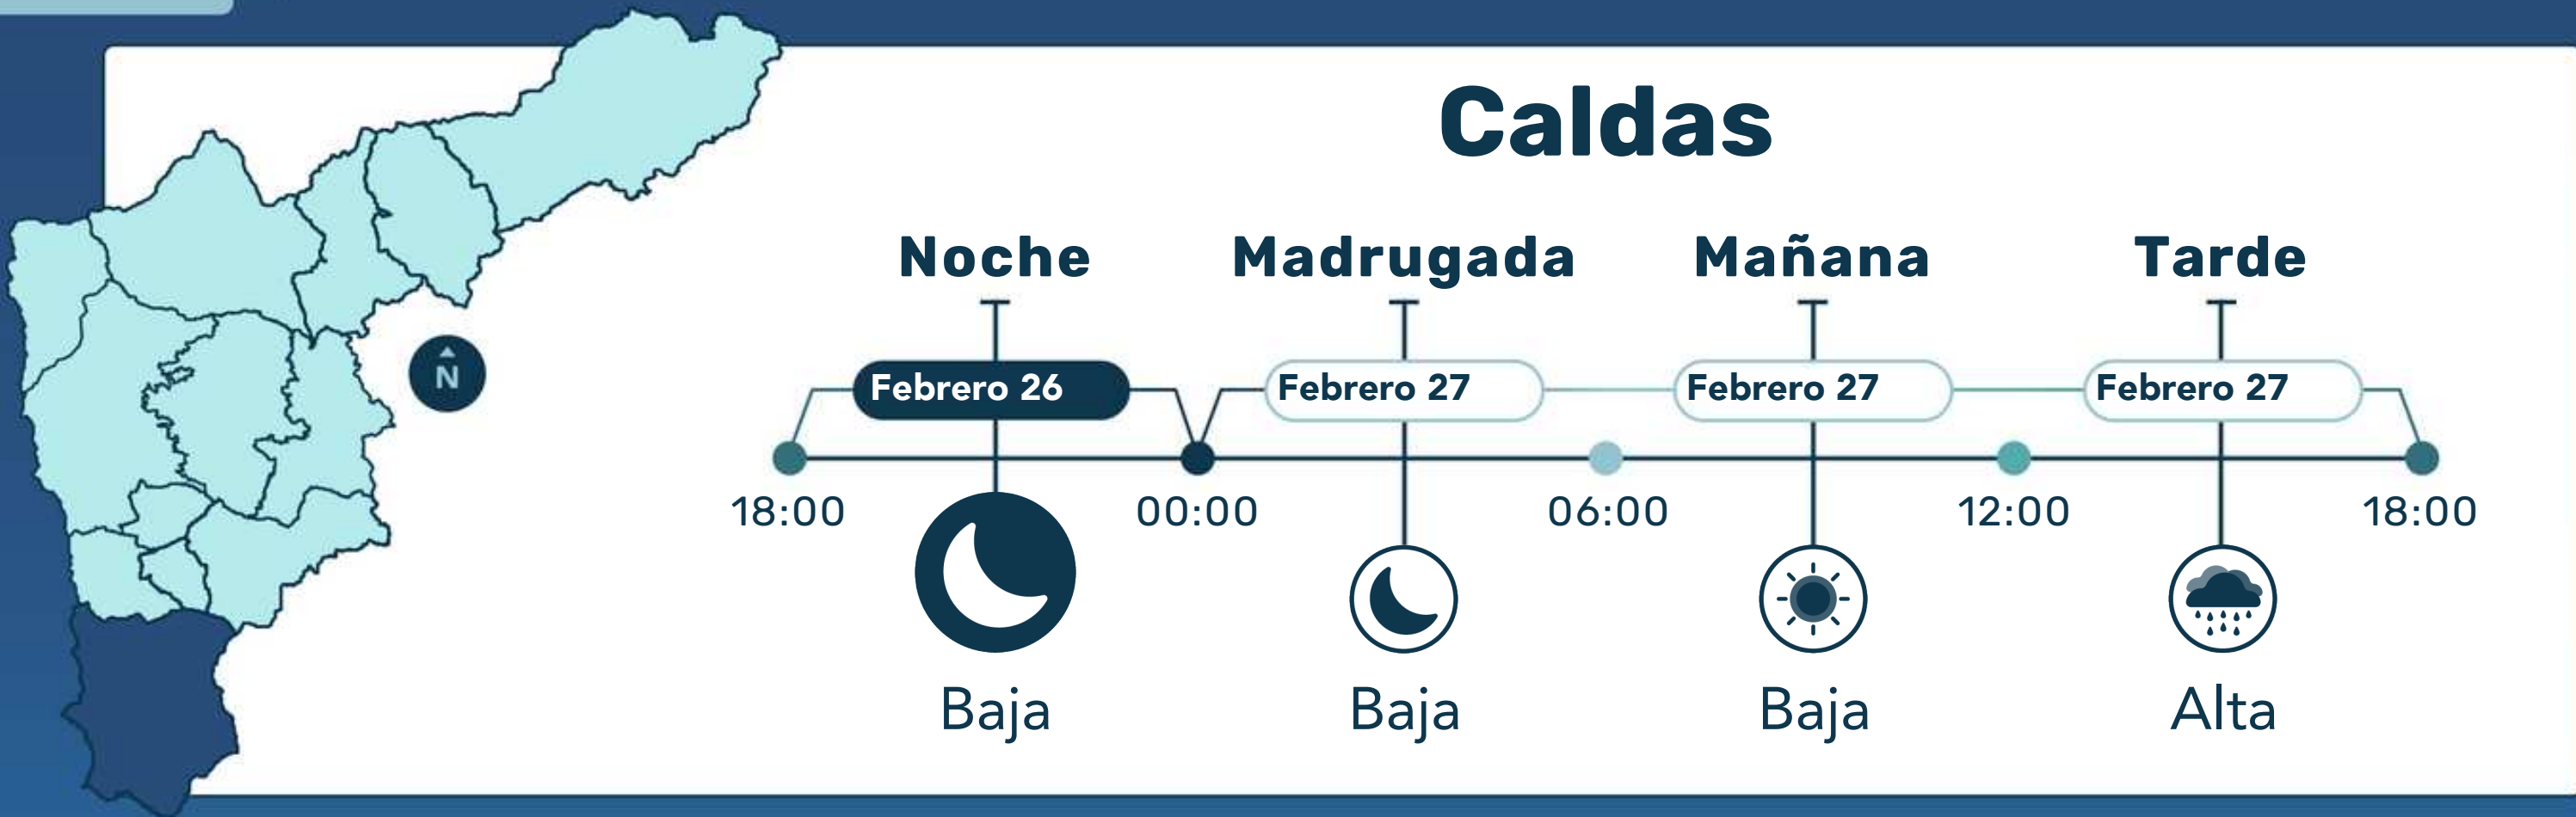 Caldas
Noche Madrugada Mañana Tarde
Febrero 26 Febrero 27 Febrero 27 Febrero 27
N
18:00 00:00 06:00 12:00 18:00
Baja Baja Baja Alta